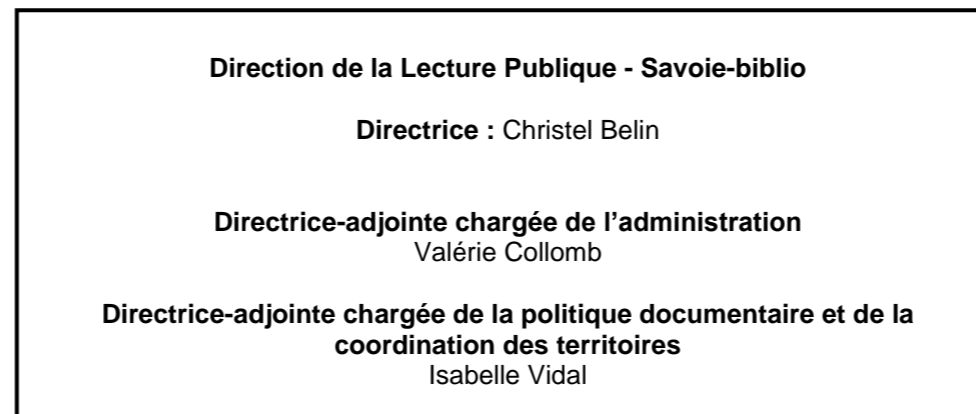 Direction de la Lecture Publique - Savoie-biblio
Directrice : Christel Belin
Directrice-adjointe chargée de l'administration
Valérie Collomb
Directrice-adjointe chargée de la politique documentaire et de la
coordination des territoires
Isabelle Vidal